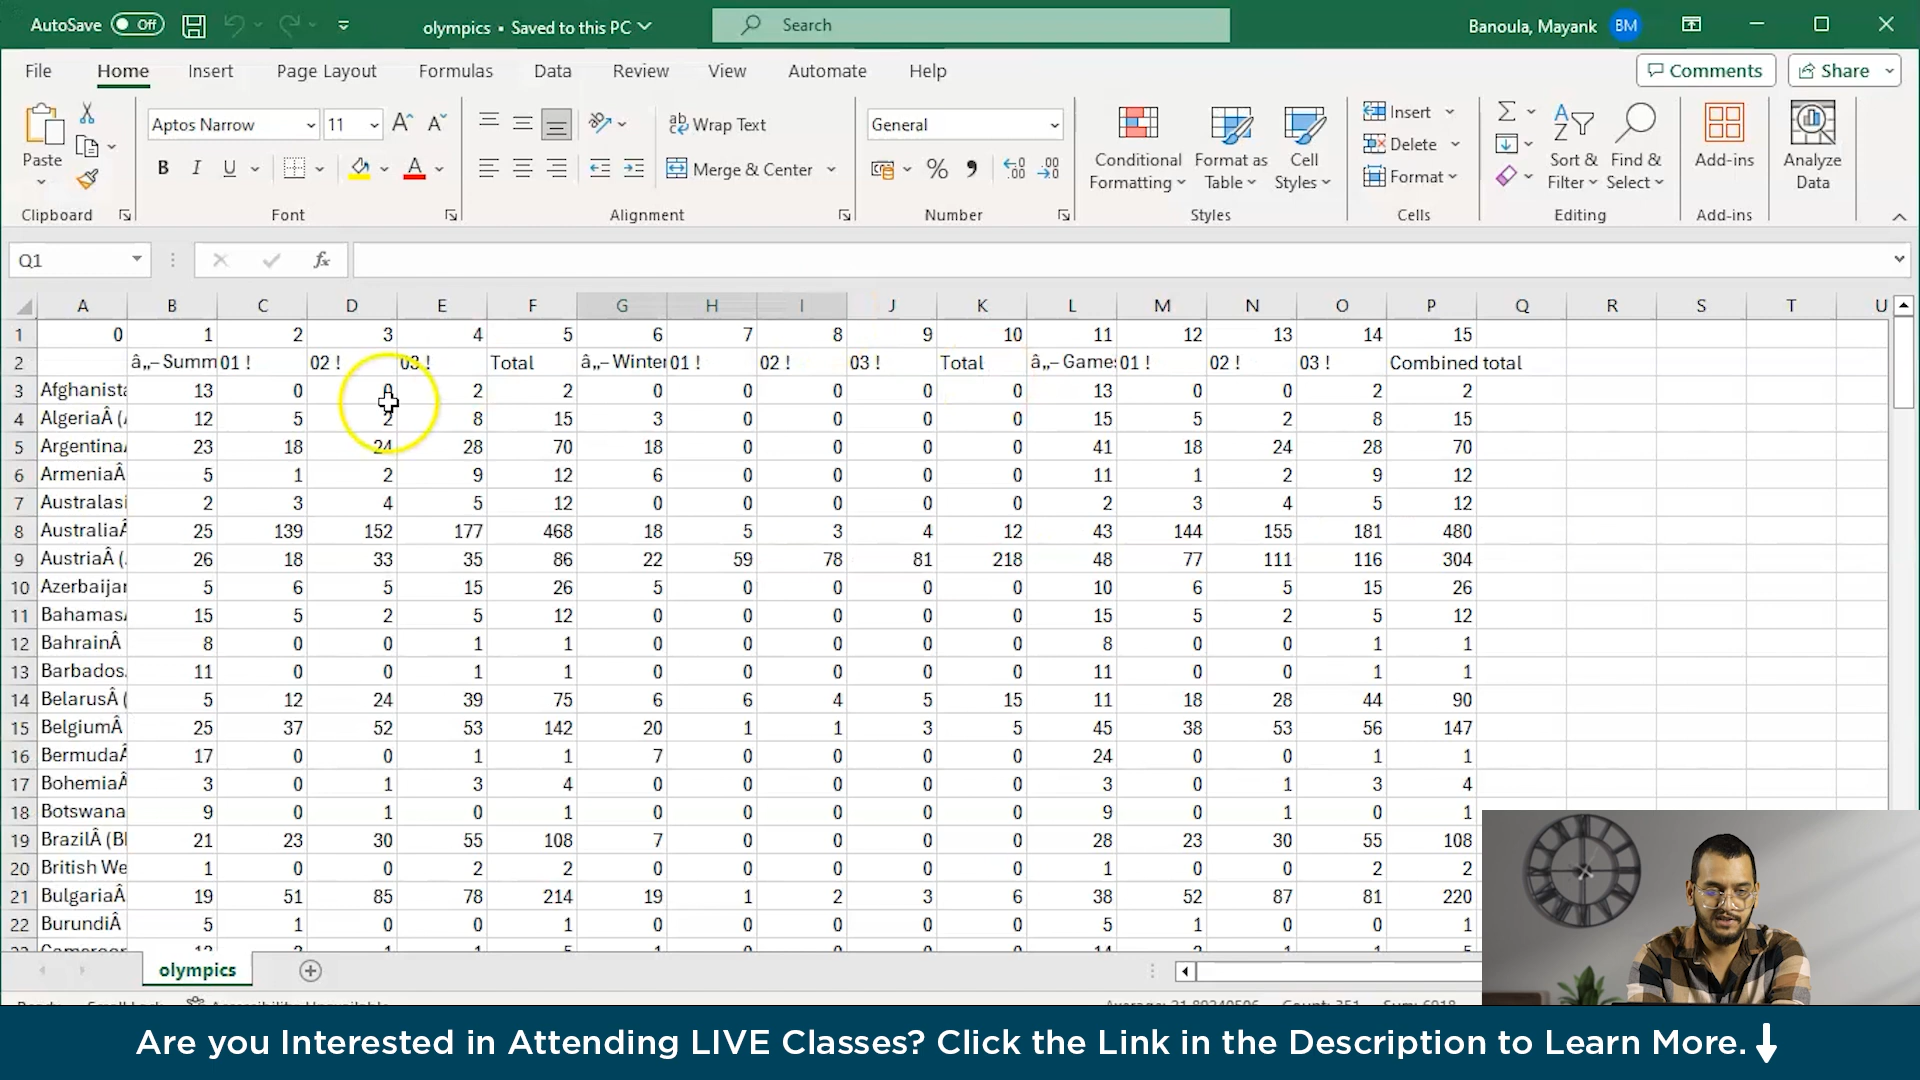 AutoSave Off olympics • Saved to this PC Search Banoula, Mayank BM
File Home Insert Page Layout Formulas Data Review View Automate Help Comments Share
Paste Aptos Narrow 11 Wrap Text General Conditional Formatting Format as Table Cell Styles Insert Sort & Filter Find & Select Add-ins Analyze Data
B I U Merge & Center Delete
Format
Clipboard Font Alignment Number Styles Cells Editing Add-ins
Q1 fx
A B C D E F G H I J K L M N O P Q R S T U
1 0 1 2 3 4 5 6 7 8 9 10 11 12 13 14 15
2 â„–Summ 01 ! 02 ! 03 ! Total â„–Winter 01 ! 02 ! 03 ! Total â„–Game 01 ! 02 ! 03 ! Combined total
3 Afghanista 13 0 0 2 2 0 0 0 0 0 13 0 0 2 2
4 AlgeriaÂ (A 12 5 2 8 15 3 0 0 0 0 15 5 2 8 15
5 ArgentinaÂ 23 18 24 28 70 18 0 0 0 0 41 18 24 28 70
6 ArmeniaÂ 5 1 2 9 12 6 0 0 0 0 11 1 2 9 12
7 Australasi 2 3 4 5 12 0 0 0 0 0 2 3 4 5 12
8 AustraliaÂ 25 139 152 177 468 18 5 3 4 12 43 144 155 181 480
9 AustriaÂ (. 26 18 33 35 86 22 59 78 81 218 48 77 111 116 304
10 Azerbaijan 5 6 5 15 26 5 0 0 0 0 10 6 5 15 26
11 BahamasÂ 15 5 2 5 12 0 0 0 0 0 15 5 2 5 12
12 BahrainÂ 8 0 0 1 1 0 0 0 0 0 8 0 0 1 1
13 Barbados 11 0 0 1 1 0 0 0 0 0 11 0 0 1 1
14 BelarusÂ ( 5 12 24 39 75 6 6 4 5 15 11 18 28 44 90
15 BelgiumÂ 25 37 52 53 142 20 1 1 3 5 45 38 53 56 147
16 BermudaÂ 17 0 0 1 1 7 0 0 0 0 24 0 0 1 1
17 BohemiaÂ 3 0 1 3 4 0 0 0 0 0 3 0 1 3 4
18 Botswana 9 0 1 0 1 0 0 0 0 0 9 0 1 0 1
19 BrazilÂ (BI 21 23 30 55 108 7 0 0 0 0 28 23 30 55 108
20 British We 1 0 0 2 2 0 0 0 0 0 1 0 0 2 2
21 BulgariaÂ 19 51 85 78 214 19 1 2 3 6 38 52 87 81 220
22 BurundiÂ 5 1 0 0 1 0 0 0 0 0 5 1 0 0 1
olympics
Are you Interested in Attending LIVE Classes? Click the Link in the Description to Learn More.